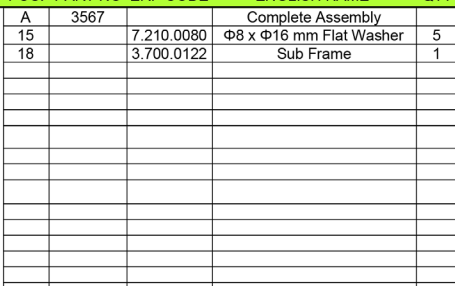 A 3567 Complete Assembly
15 7.210.0080 Φ8 x Φ16 mm Flat Washer 5
18 3.700.0122 Sub Frame 1